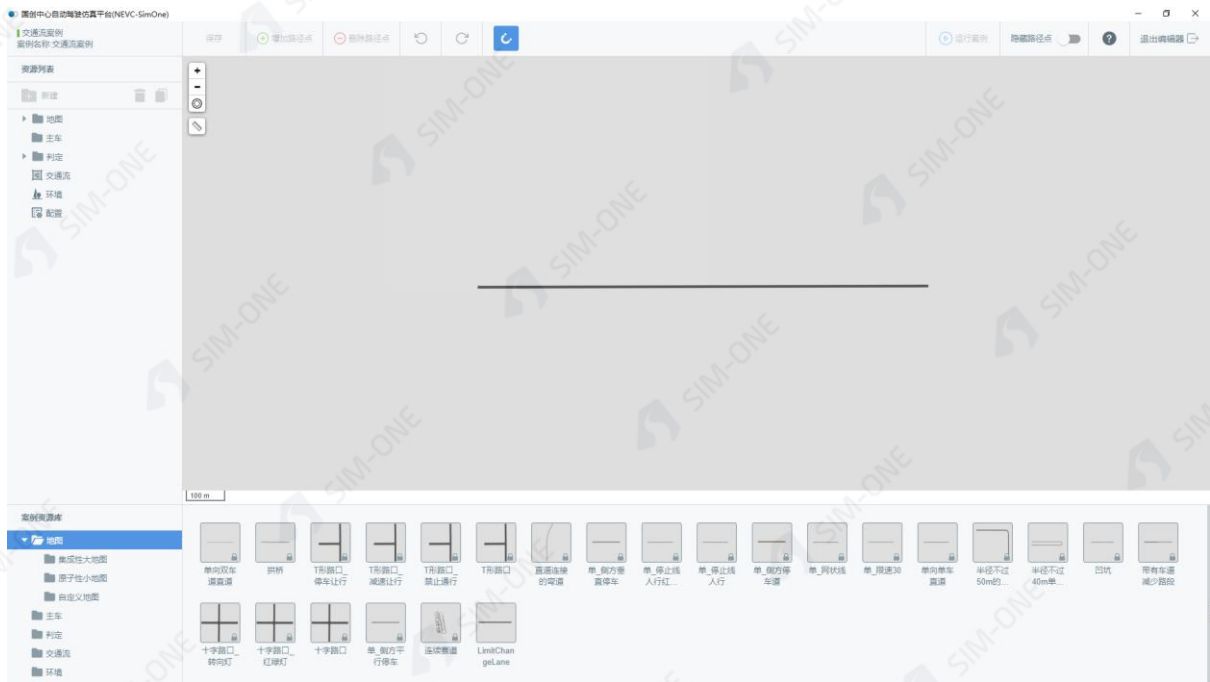 国创中心自动驾驶仿真平台(NEVC-SimOne)
交通流案例
案例名称 交通流案例
保存
增加路径点
删除路径点
运行案例
隐藏路径点
?
退出编辑器
资源列表
新建
地图
主车
判定
交通流
环境
配置
+
-
100 m
SIM-ONE
案例资源库
地图
集成性大地图
原子性小地图
自定义地图
主车
判定
交通流
环境
单向双车
道直道
拱桥
T形路口_
停车让行
T形路口_
减速让行
T形路口_
禁止通行
T形路口
直道连接
的弯道
单_侧方垂
直停车
单_停止线
人行红...
单_停止线
人行
单_侧方停
车道
单_网状线
单_限速30
单向单车
直道
半径不过
50m的...
半径不过
40m单...
凹坑
带有车道
减少路段
十字路口_
转向灯
十字路口_
红绿灯
十字路口
单_侧方平
行停车
连续赛道
LimitChan
geLane